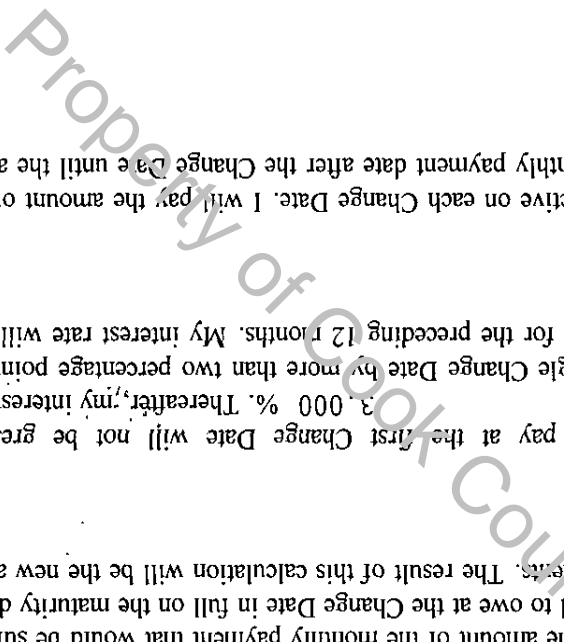 amount of the monthly payment that would be suf
to owe at the Change Date in full on the maturity d
The result of this calculation will be the new a
pay at the first Change Date will not be gre
3.000 %. Thereafter, my interes
gle Change Date by more than two percentage poin
for the preceding 12 months. My interest rate will
ctive on each Change Date. I will pay the amount o
thly payment date after the Change Date until the a
Property of Cook Cou